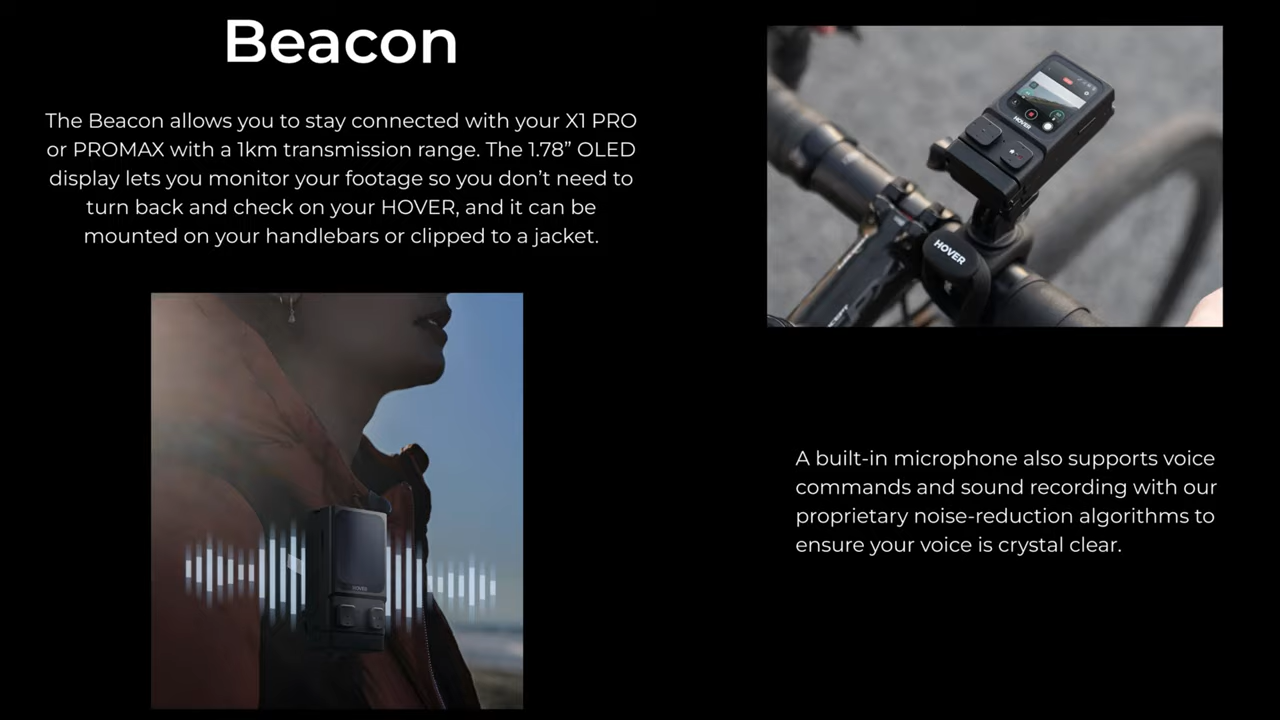 Beacon
The Beacon allows you to stay connected with your X1 PRO
or PROMAX with a 1km transmission range. The 1.78” OLED
display lets you monitor your footage so you don’t need to
turn back and check on your HOVER, and it can be
mounted on your handlebars or clipped to a jacket.
HOVER
HOVER
HOVER
A built-in microphone also supports voice
commands and sound recording with our
proprietary noise-reduction algorithms to
ensure your voice is crystal clear.